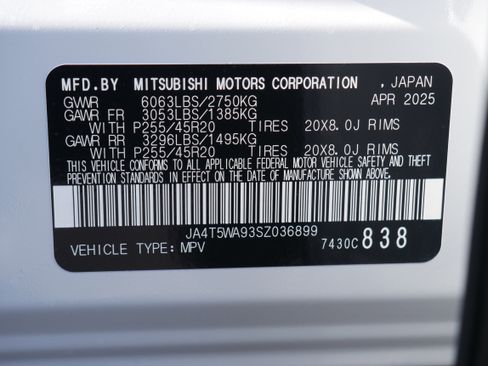 MFD.BY MITSUBISHI MOTORS CORPORATION , JAPAN
GVWR 6063LBS/2750KG APR 2025
GAWR FR 3053LBS/1385KG
WITH P255/45R20 TIRES 20X8.0J RIMS
GAWR RR 3296LBS/1495KG
WITH P255/45R20 TIRES 20X8.0J RIMS
THIS VEHICLE CONFORMS TO ALL APPLICABLE FEDERAL MOTOR VEHICLE SAFETY AND THEFT
PREVENTION STANDARDS IN EFFECT ON THE DATE OF MANUFACTURE SHOWN ABOVE.
JA4T5WA93SZ036899
VEHICLE TYPE: MPV 7430C 838